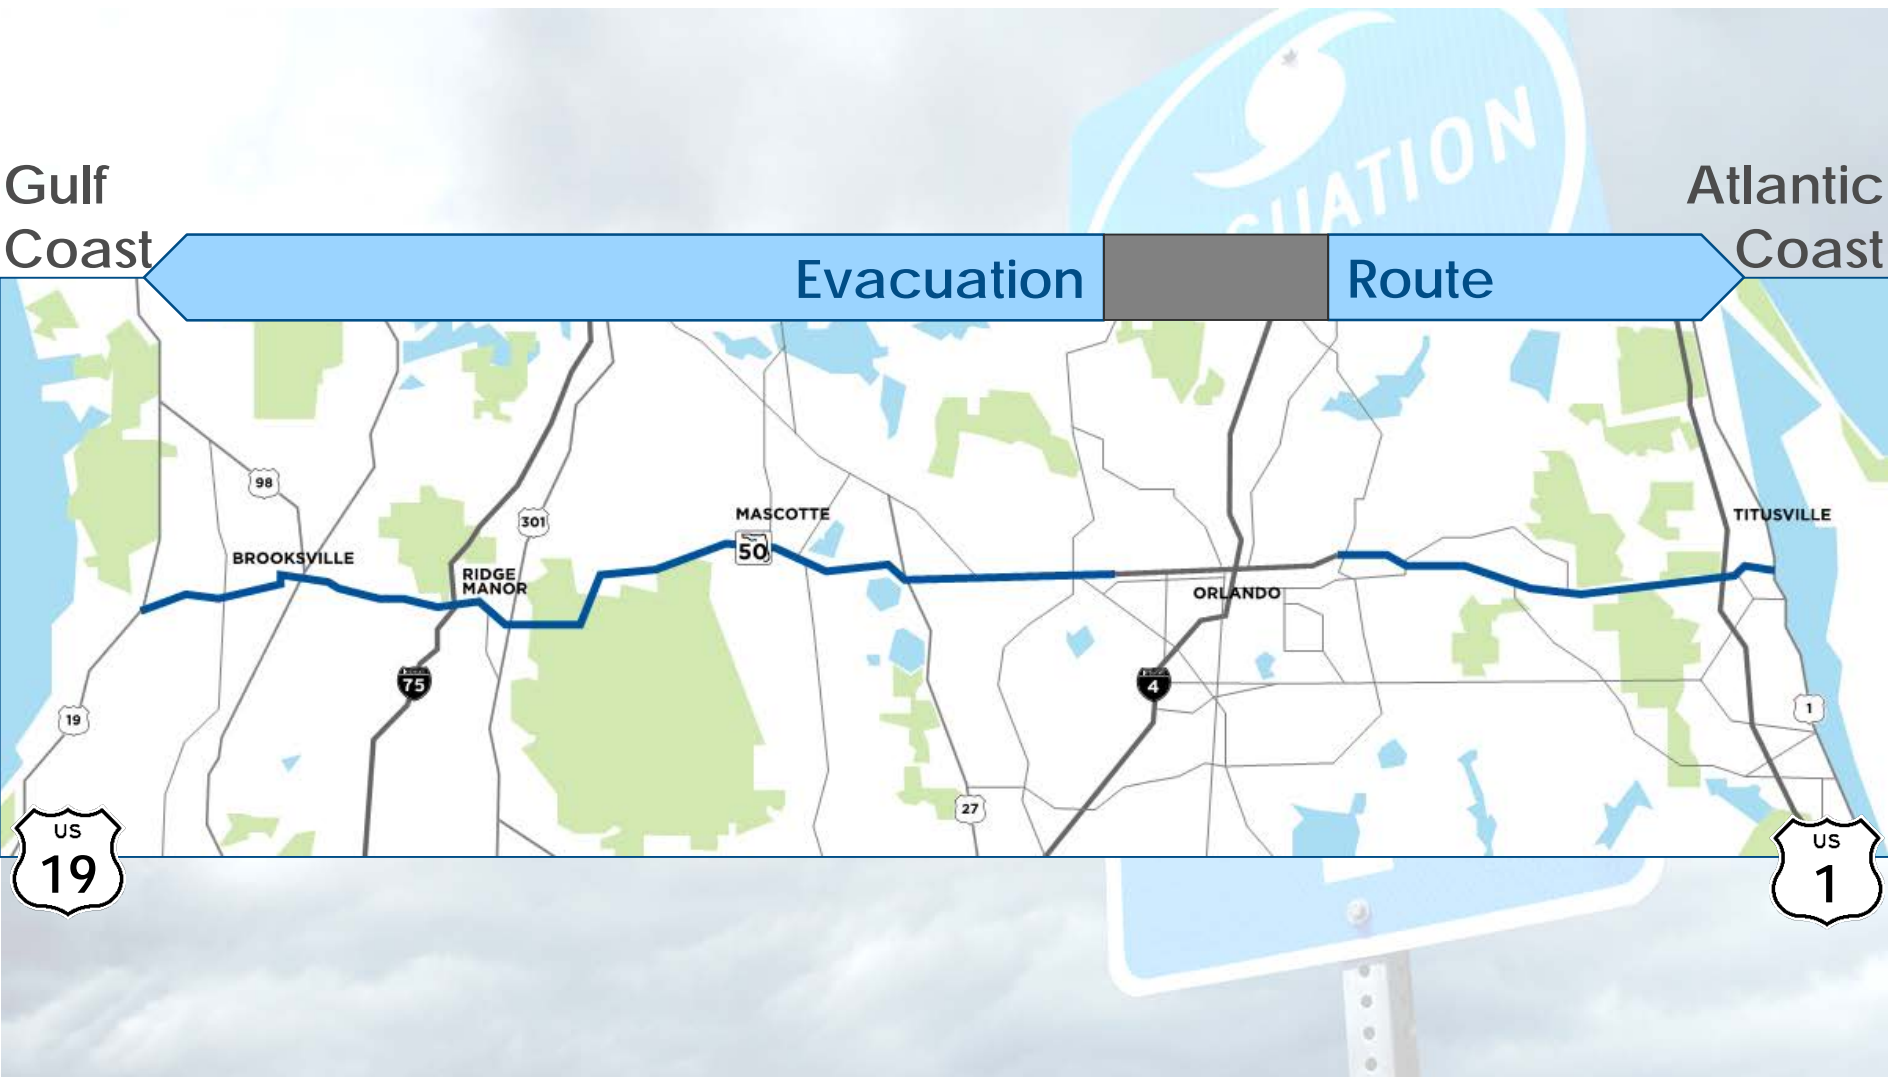 CUATION
Gulf
Coast
Atlantic
Coast
Evacuation
Route
98
301
MASCOTTE
50
TITUSVILLE
BROOKSVILLE
RIDGE
MANOR
ORLANDO
75
4
19
1
27
US
19
US
1